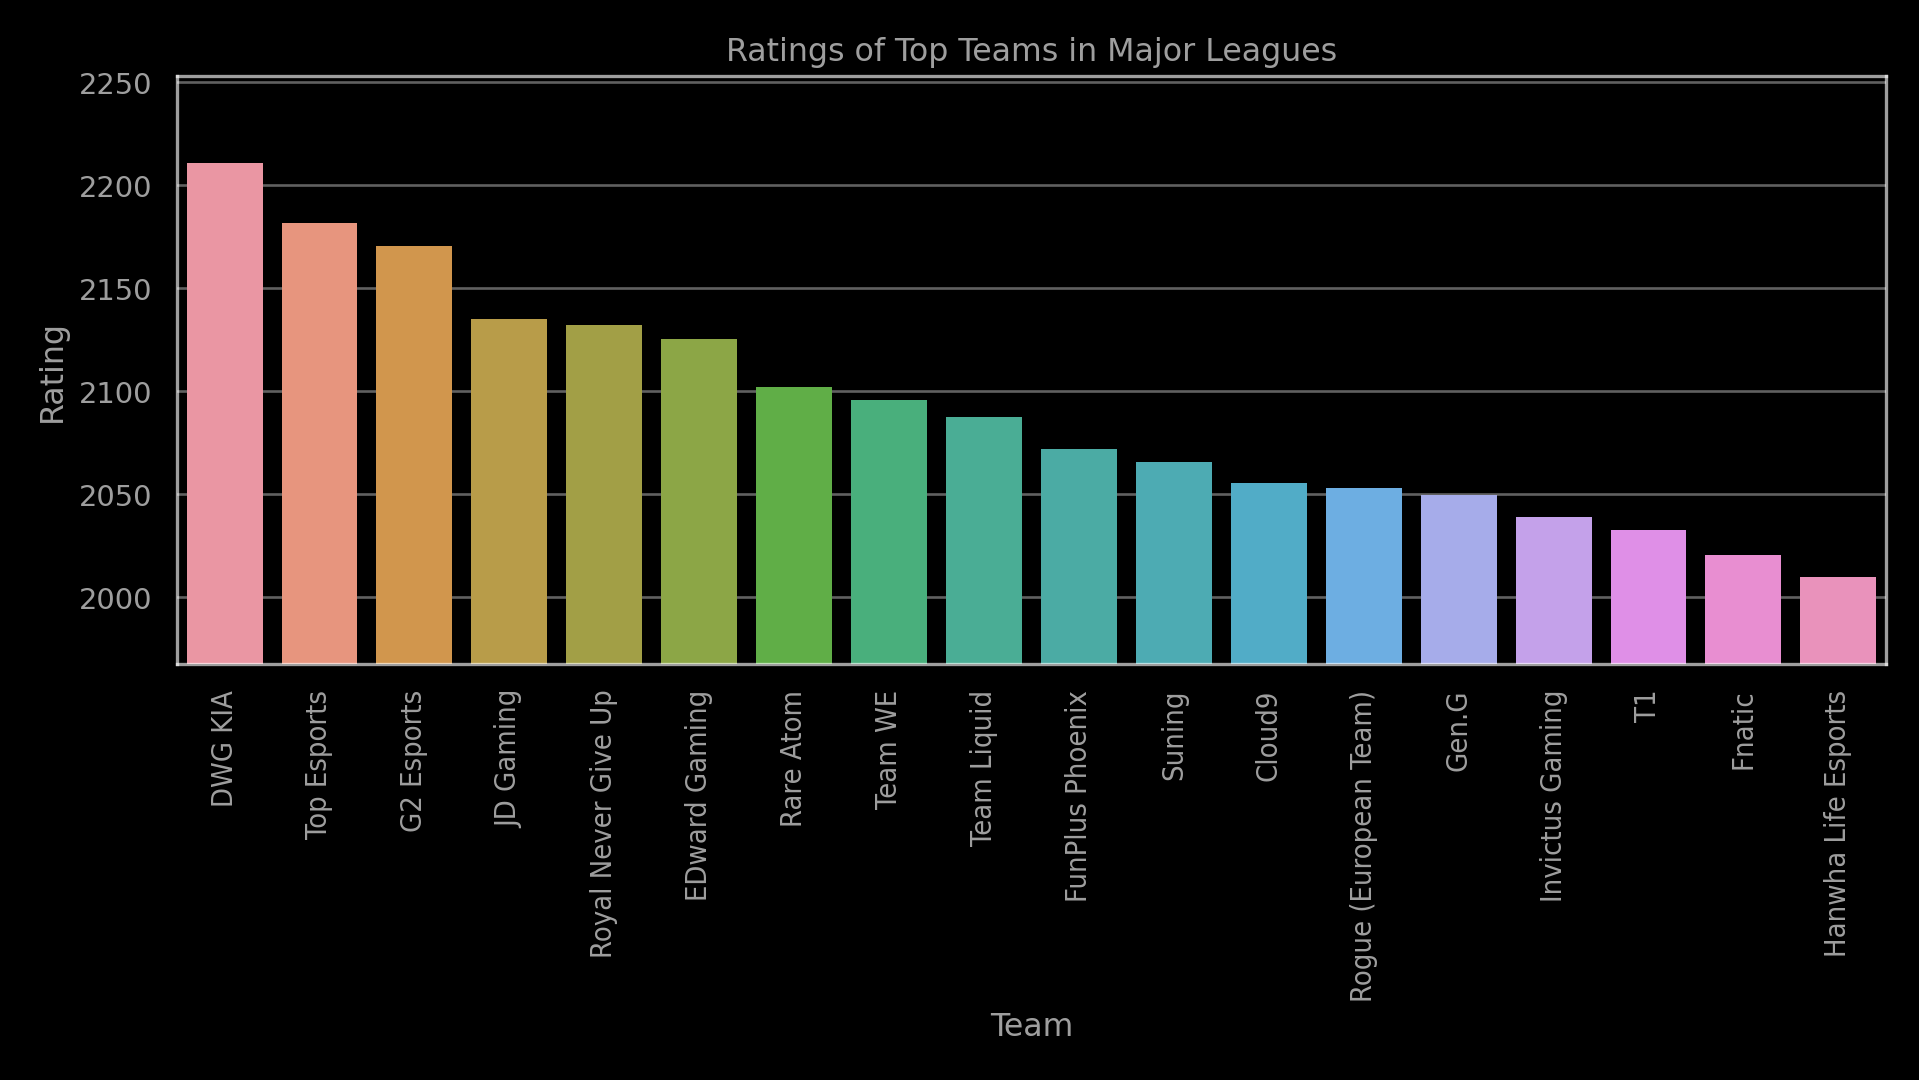 Ratings of Top Teams in Major Leagues
2250
2200
2150
2100
2050
2000
Rating
DWG KIA
Top Esports
G2 Esports
JD Gaming
Royal Never Give Up
EDward Gaming
Rare Atom
Team WE
Team Liquid
FunPlus Phoenix
Suning
Cloud9
Rogue (European Team)
Gen.G
Invictus Gaming
T1
Fnatic
Hanwha Life Esports
Team